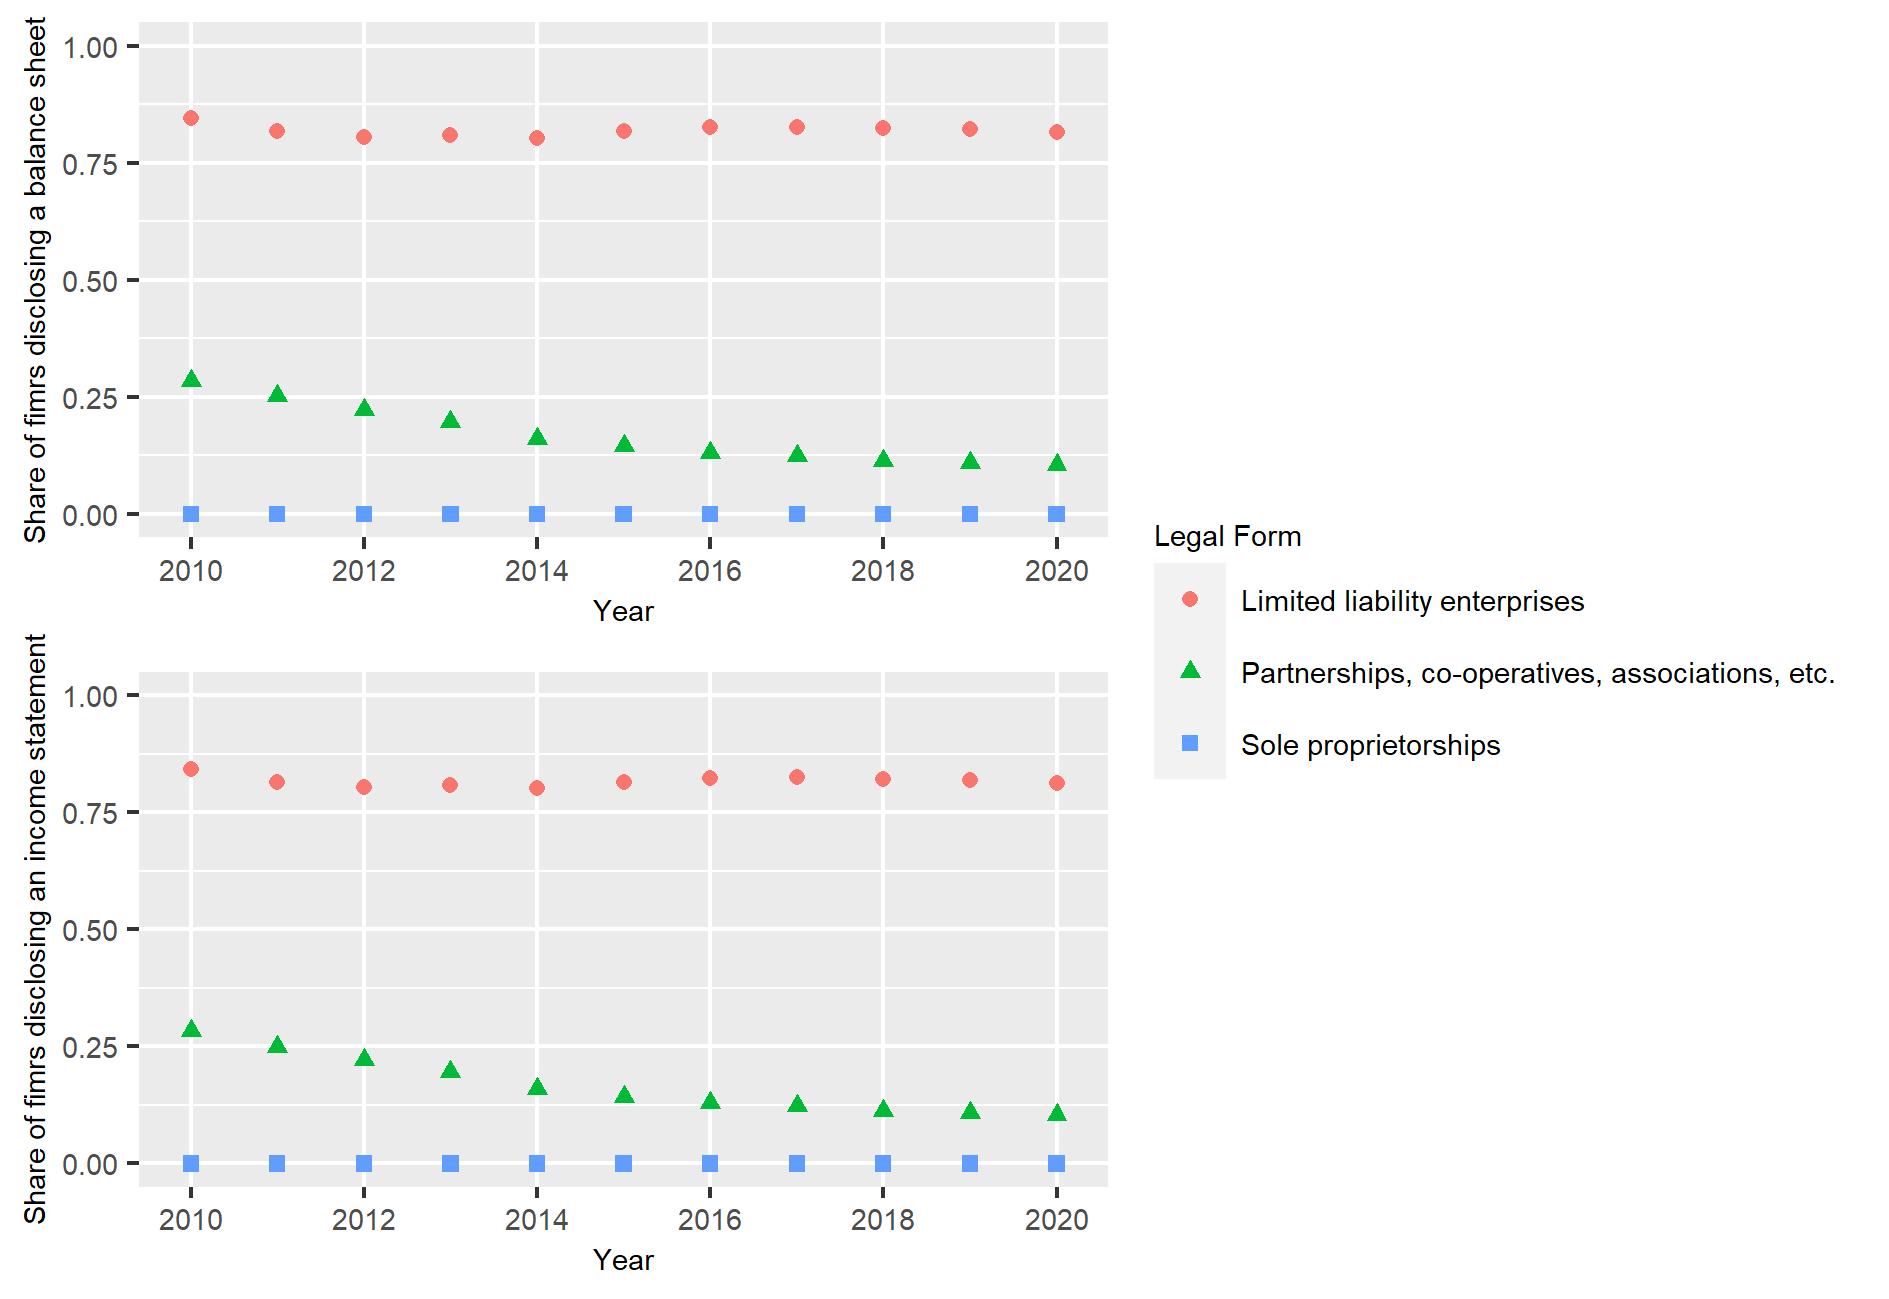 Share of fimrs disclosing a balance sheet
1.00
0.75
0.50
0.25
0.00
2010 2012 2014 2016 2018 2020
Year
Share of fimrs disclosing an income statement
1.00
0.75
0.50
0.25
0.00
2010 2012 2014 2016 2018 2020
Year
Legal Form
Limited liability enterprises
Partnerships, co-operatives, associations, etc.
Sole proprietorships